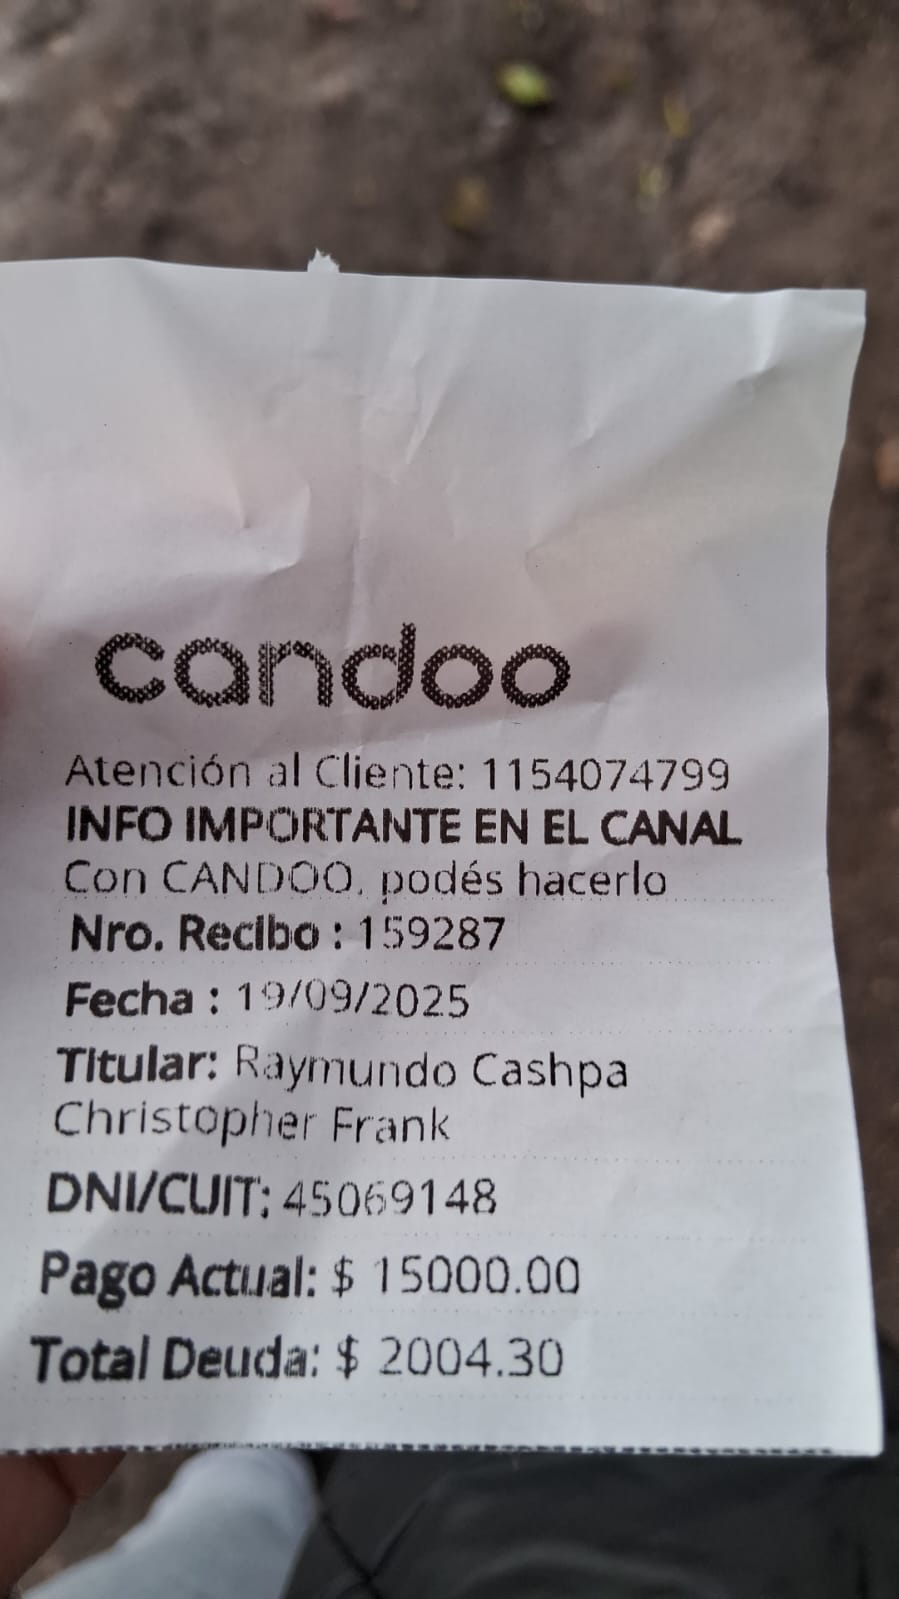 candoo
Atención al Cliente: 1154074799
INFO IMPORTANTE EN EL CANAL
Con CANDOO, podés hacerlo
Nro. Recibo : 159287
Fecha : 19/09/2025
Titular: Raymundo Cashpa
Christopher Frank
DNI/CUIT: 45069148
Pago Actual: $ 15000.00
Total Deuda: $ 2004.30